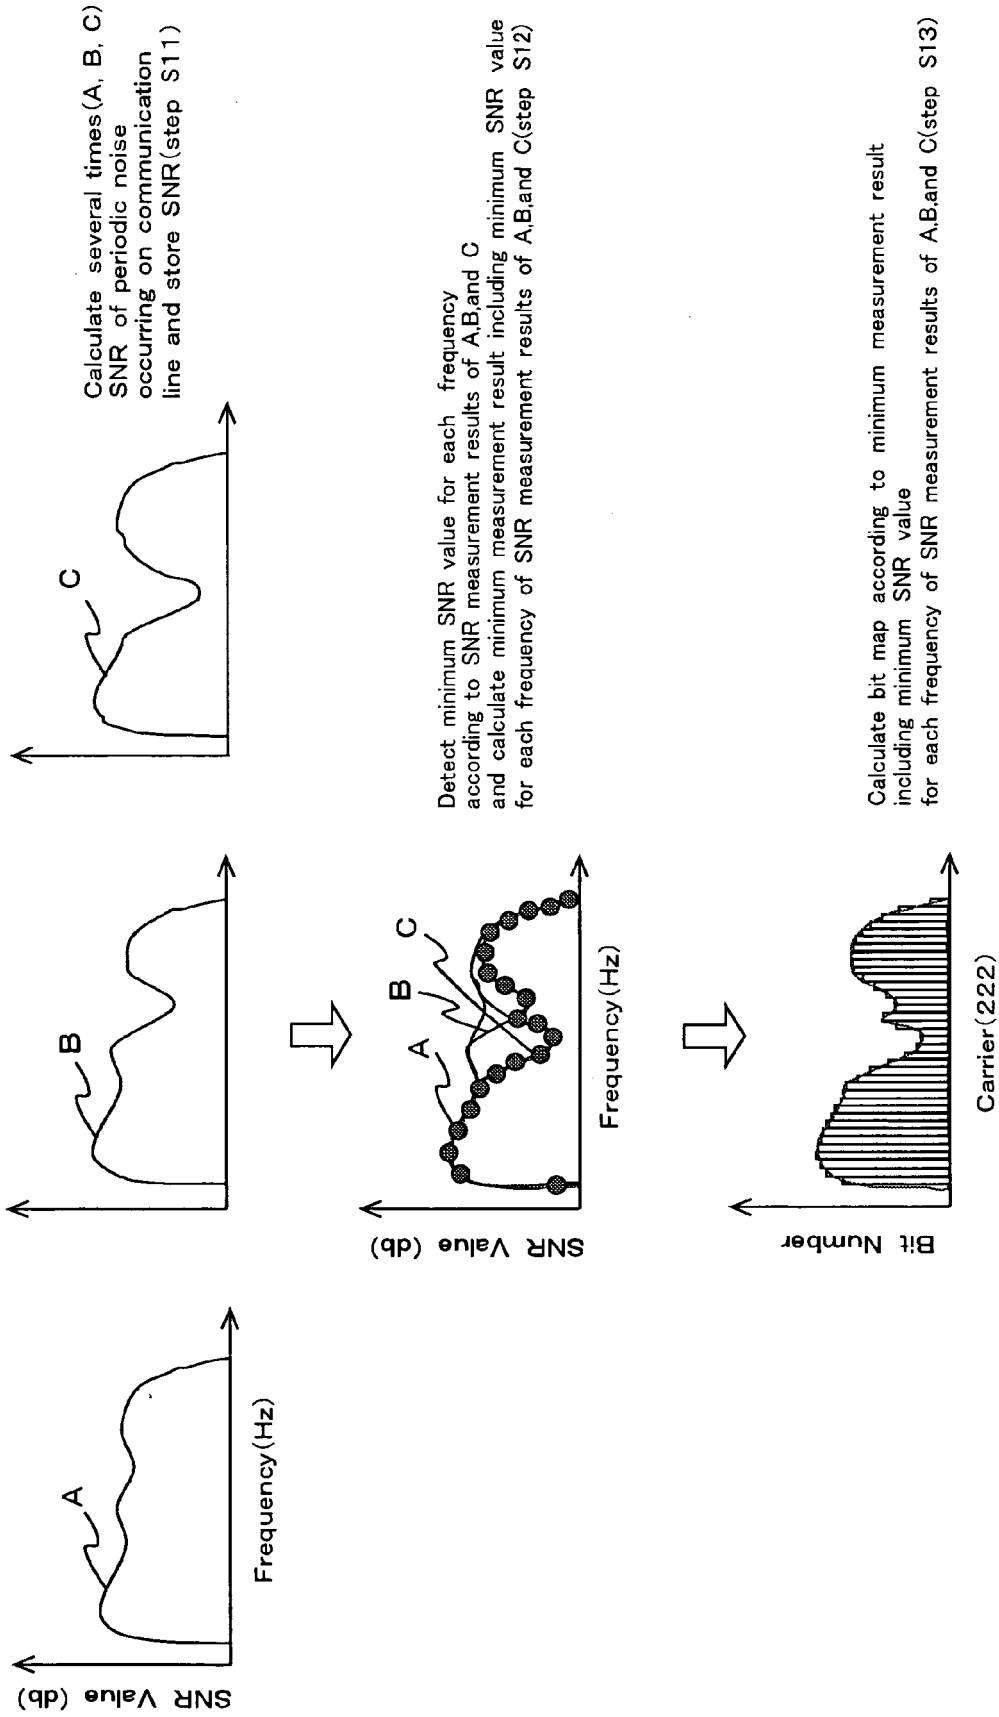 A
B
C
Calculate several times(A, B, C)
SNR of periodic noise
occurring on communication
line and store SNR(step S11)
SNR Value (db)
Frequency(Hz)
A
B
C
SNR Value (db)
Frequency(Hz)
Detect minimum SNR value for each frequency
according to SNR measurement results of A,B,and C
and calculate minimum measurement result including minimum SNR value
for each frequency of SNR measurement results of A,B,and C(step S12)
Bit Number
Carrier(222)
Calculate bit map according to minimum measurement result
including minimum SNR value
for each frequency of SNR measurement results of A,B,and C(step S13)